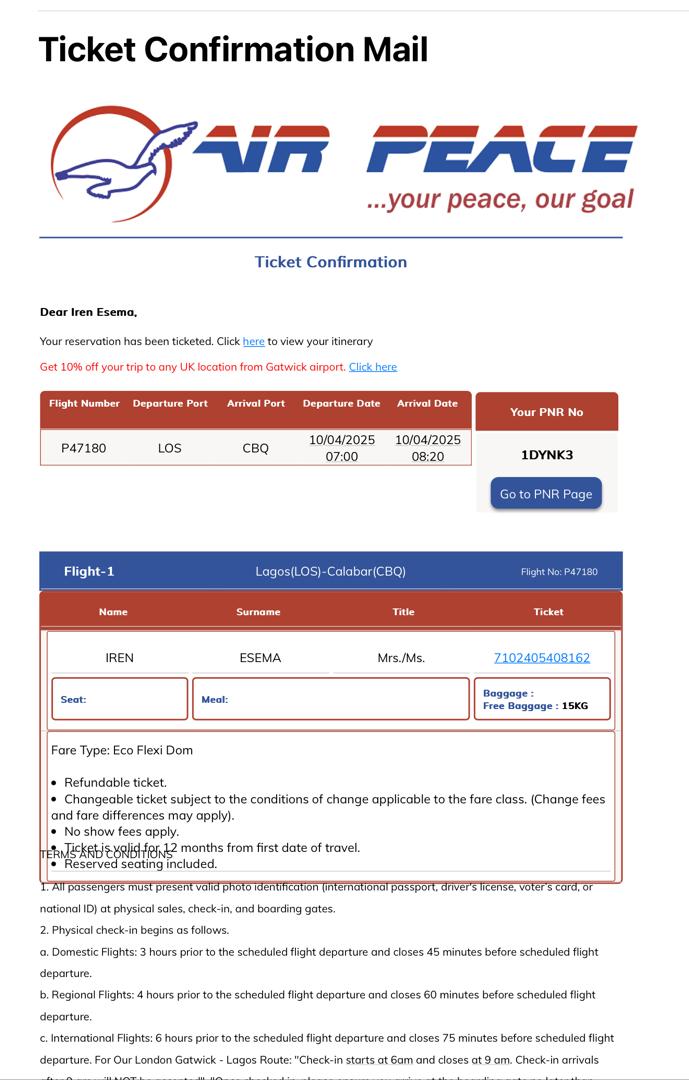 Ticket Confirmation Mail
AIR PEACE
...your peace, our goal
Ticket Confirmation
Dear Iren Esema,
Your reservation has been ticketed. Click here to view your itinerary
Get 10% off your trip to any UK location from Gatwick airport. Click here
Flight Number Departure Port Arrival Port Departure Date Arrival Date
P47180 LOS CBQ 10/04/2025 07:00 10/04/2025 08:20
Your PNR No
1DYNK3
Go to PNR Page
Flight-1 Lagos(LOS)-Calabar(CBQ) Flight No: P47180
Name Surname Title Ticket
IREN ESEMA Mrs./Ms. 7102405408162
Seat: Meal: Baggage :
Free Baggage : 15KG
Fare Type: Eco Flexi Dom
• Refundable ticket.
• Changeable ticket subject to the conditions of change applicable to the fare class. (Change fees
and fare differences may apply).
• No show fees apply.
• Ticket is valid for 12 months from first date of travel.
TERMS AND CONDITIONS
• Reserved seating included.
1. All passengers must present valid photo identification (international passport, driver's license, voter's card, or
national ID) at physical sales, check-in, and boarding gates.
2. Physical check-in begins as follows.
a. Domestic Flights: 3 hours prior to the scheduled flight departure and closes 45 minutes before scheduled flight
departure.
b. Regional Flights: 4 hours prior to the scheduled flight departure and closes 60 minutes before scheduled flight
departure.
c. International Flights: 6 hours prior to the scheduled flight departure and closes 75 minutes before scheduled flight
departure. For Our London Gatwick - Lagos Route: "Check-in starts at 6am and closes at 9 am. Check-in arrivals